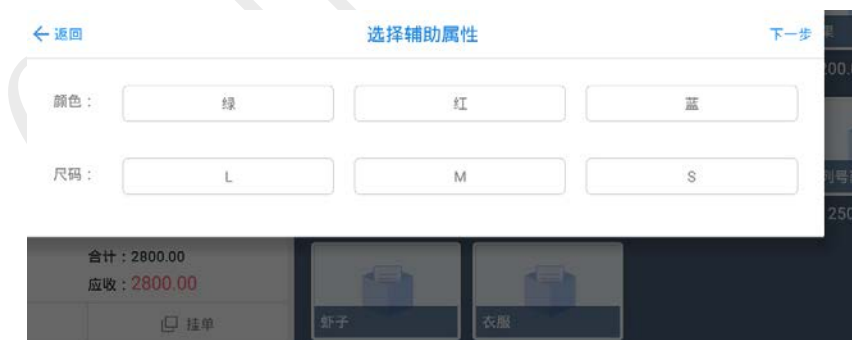 返回 选择辅助属性 下一步
颜色： 绿 红 蓝
尺码： L M S
合计：2800.00
应收：2800.00
挂单
虾子 衣服